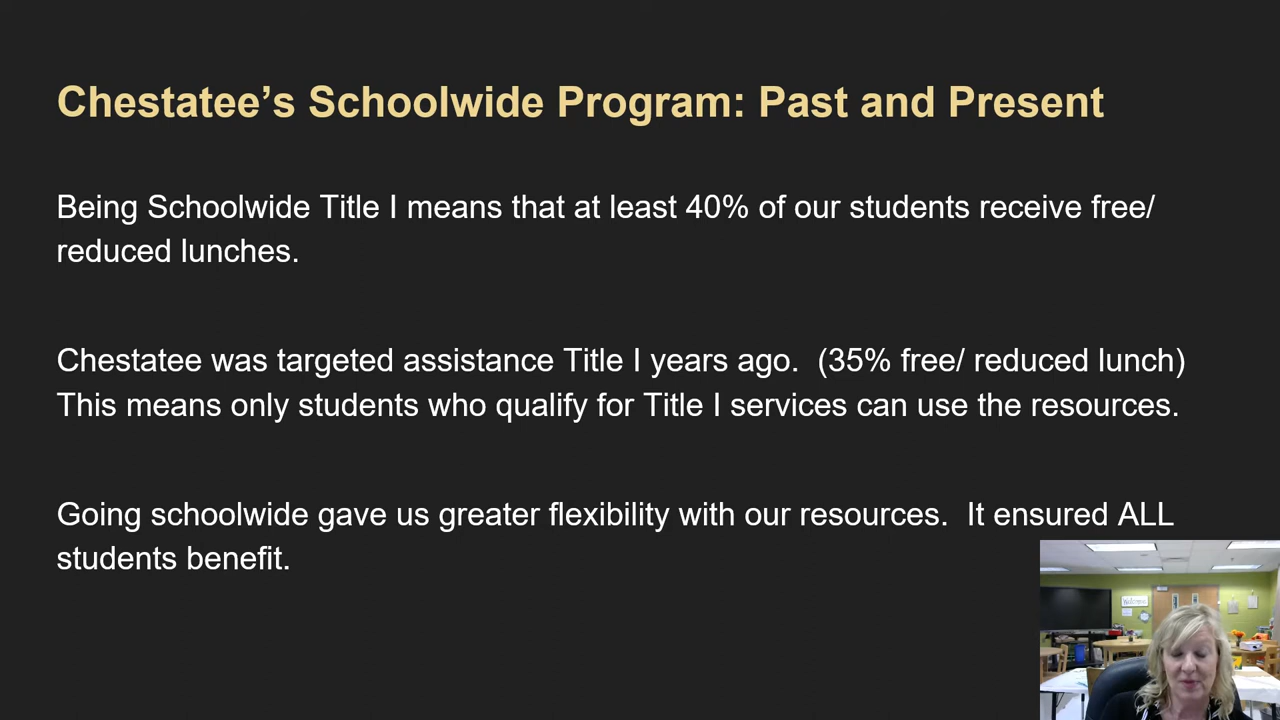 Chestatee’s Schoolwide Program: Past and Present
Being Schoolwide Title I means that at least 40% of our students receive free/
reduced lunches.
Chestatee was targeted assistance Title I years ago.  (35% free/ reduced lunch)
This means only students who qualify for Title I services can use the resources.
Going schoolwide gave us greater flexibility with our resources.  It ensured ALL
students benefit.
Welcome